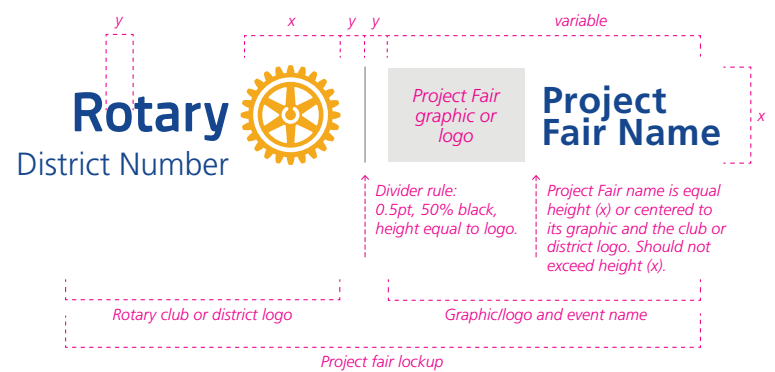 y
x
y
y
variable
Rotary
District Number
Project Fair
graphic or
logo
Project
Fair Name
x
Divider rule:
0.5pt, 50% black,
height equal to logo.
Project Fair name is equal
height (x) or centered to
its graphic and the club or
district logo. Should not
exceed height (x).
Rotary club or district logo
Graphic/logo and event name
Project fair lockup